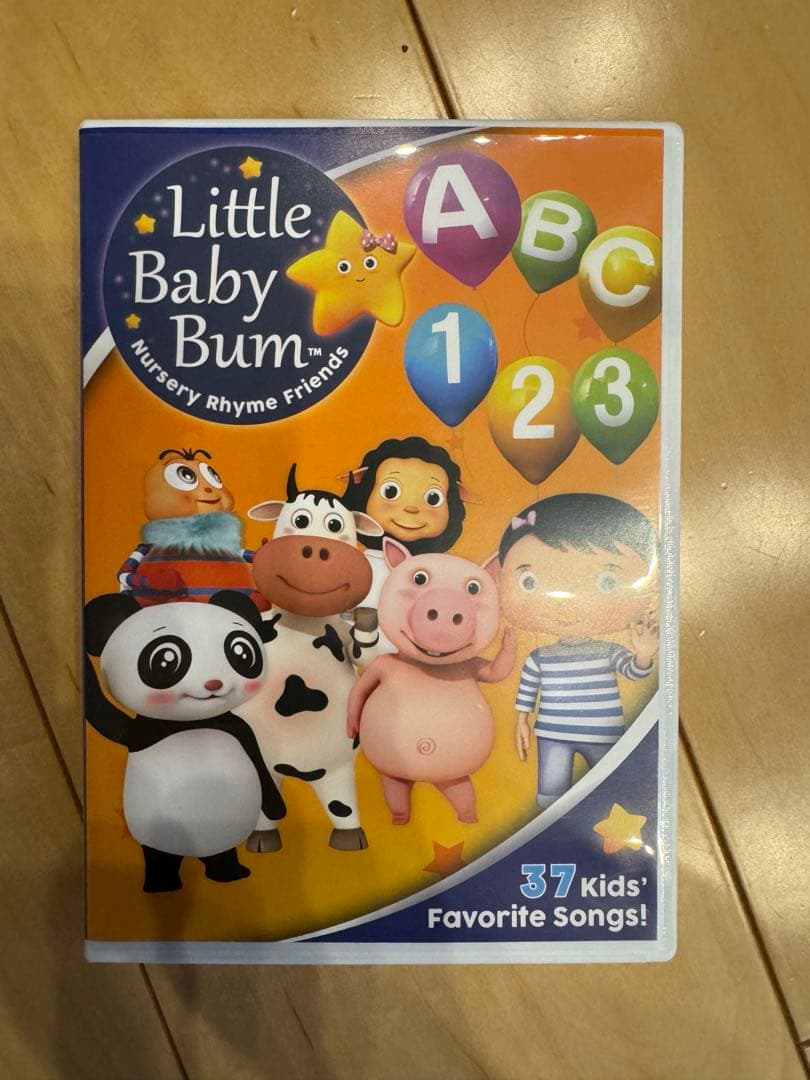 Little
Baby
Bum™
Nursery Rhyme Friends
A
B
C
1
2
3
37 Kids'
Favorite Songs!